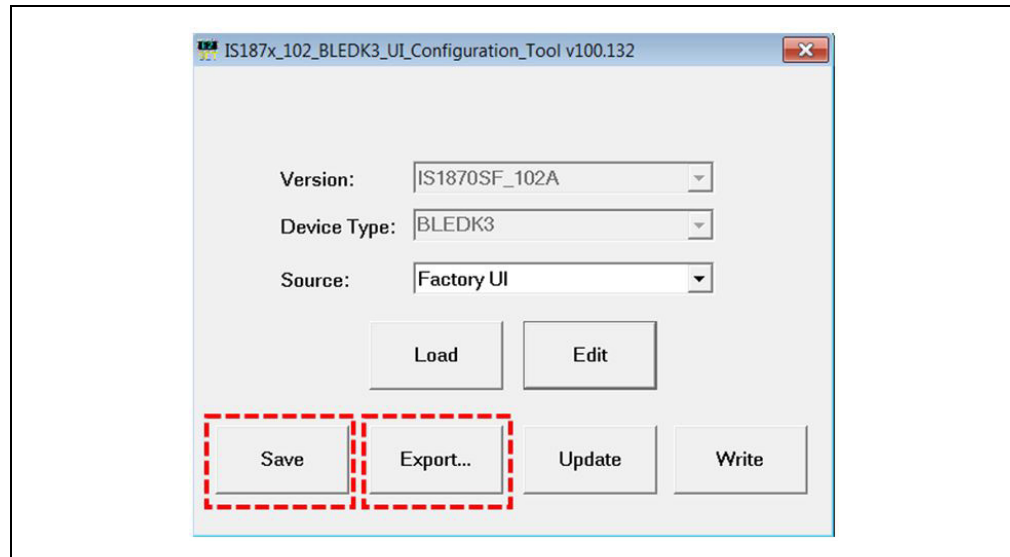 IS187x_102_BLEDK3_UI_Configuration_Tool v100.132
Version: IS1870SF_102A
Device Type: BLEDK3
Source: Factory UI
Load Edit
Save Export... Update Write